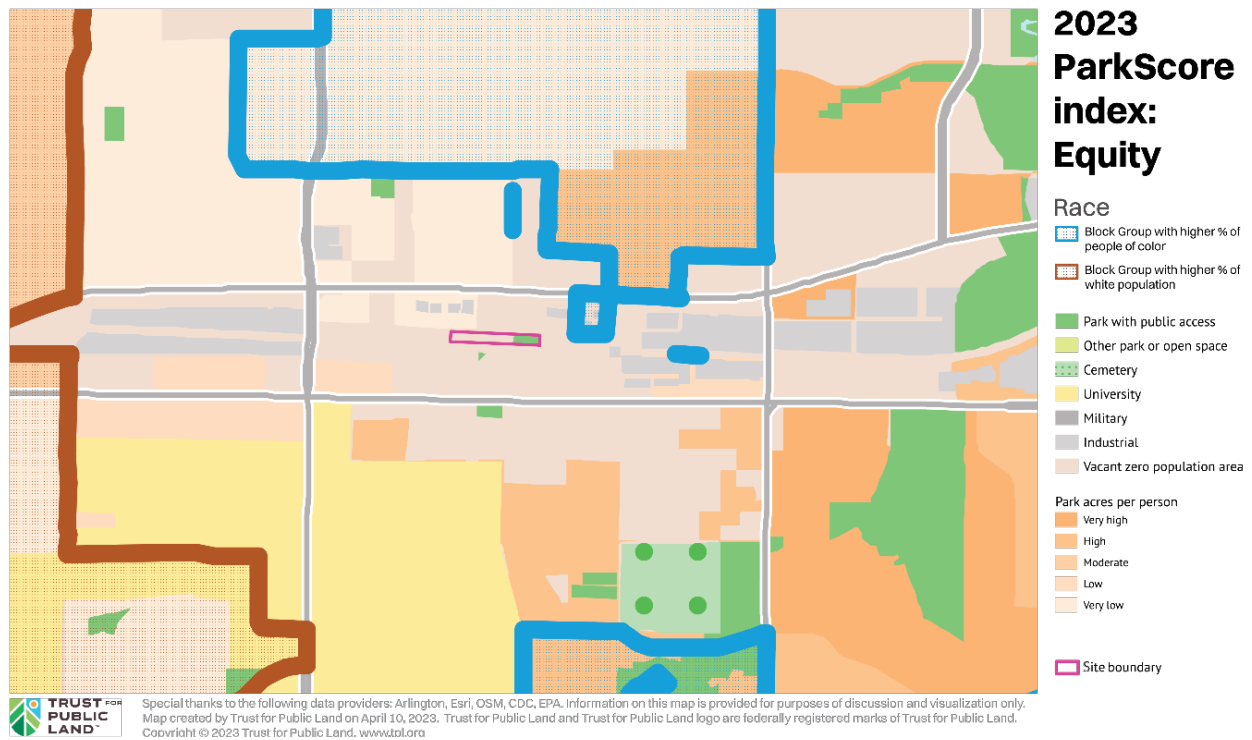 2023
ParkScore
index:
Equity
Race
Block Group with higher % of
people of color
Block Group with higher % of
white population
Park with public access
Other park or open space
Cemetery
University
Military
Industrial
Vacant zero population area
Park acres per person
Very high
High
Moderate
Low
Very low
Site boundary
TRUST FOR
PUBLIC
LAND™
Special thanks to the following data providers: Arlington, Esri, OSM, CDC, EPA. Information on this map is provided for purposes of discussion and visualization only.
Map created by Trust for Public Land on April 10, 2023. Trust for Public Land and Trust for Public Land logo are federally registered marks of Trust for Public Land.
Copyright © 2023 Trust for Public Land. www.tpl.org